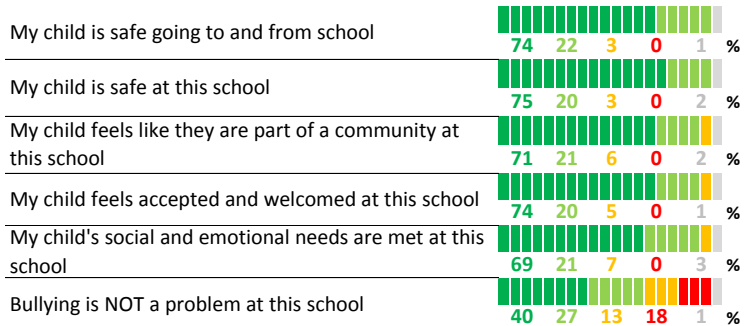 My child is safe going to and from school
74 22 3 0 1 %
My child is safe at this school
75 20 3 0 2 %
My child feels like they are part of a community at
this school
71 21 6 0 2 %
My child feels accepted and welcomed at this school
74 20 5 0 1 %
My child's social and emotional needs are met at this
school
69 21 7 0 3 %
Bullying is NOT a problem at this school
40 27 13 18 1 %